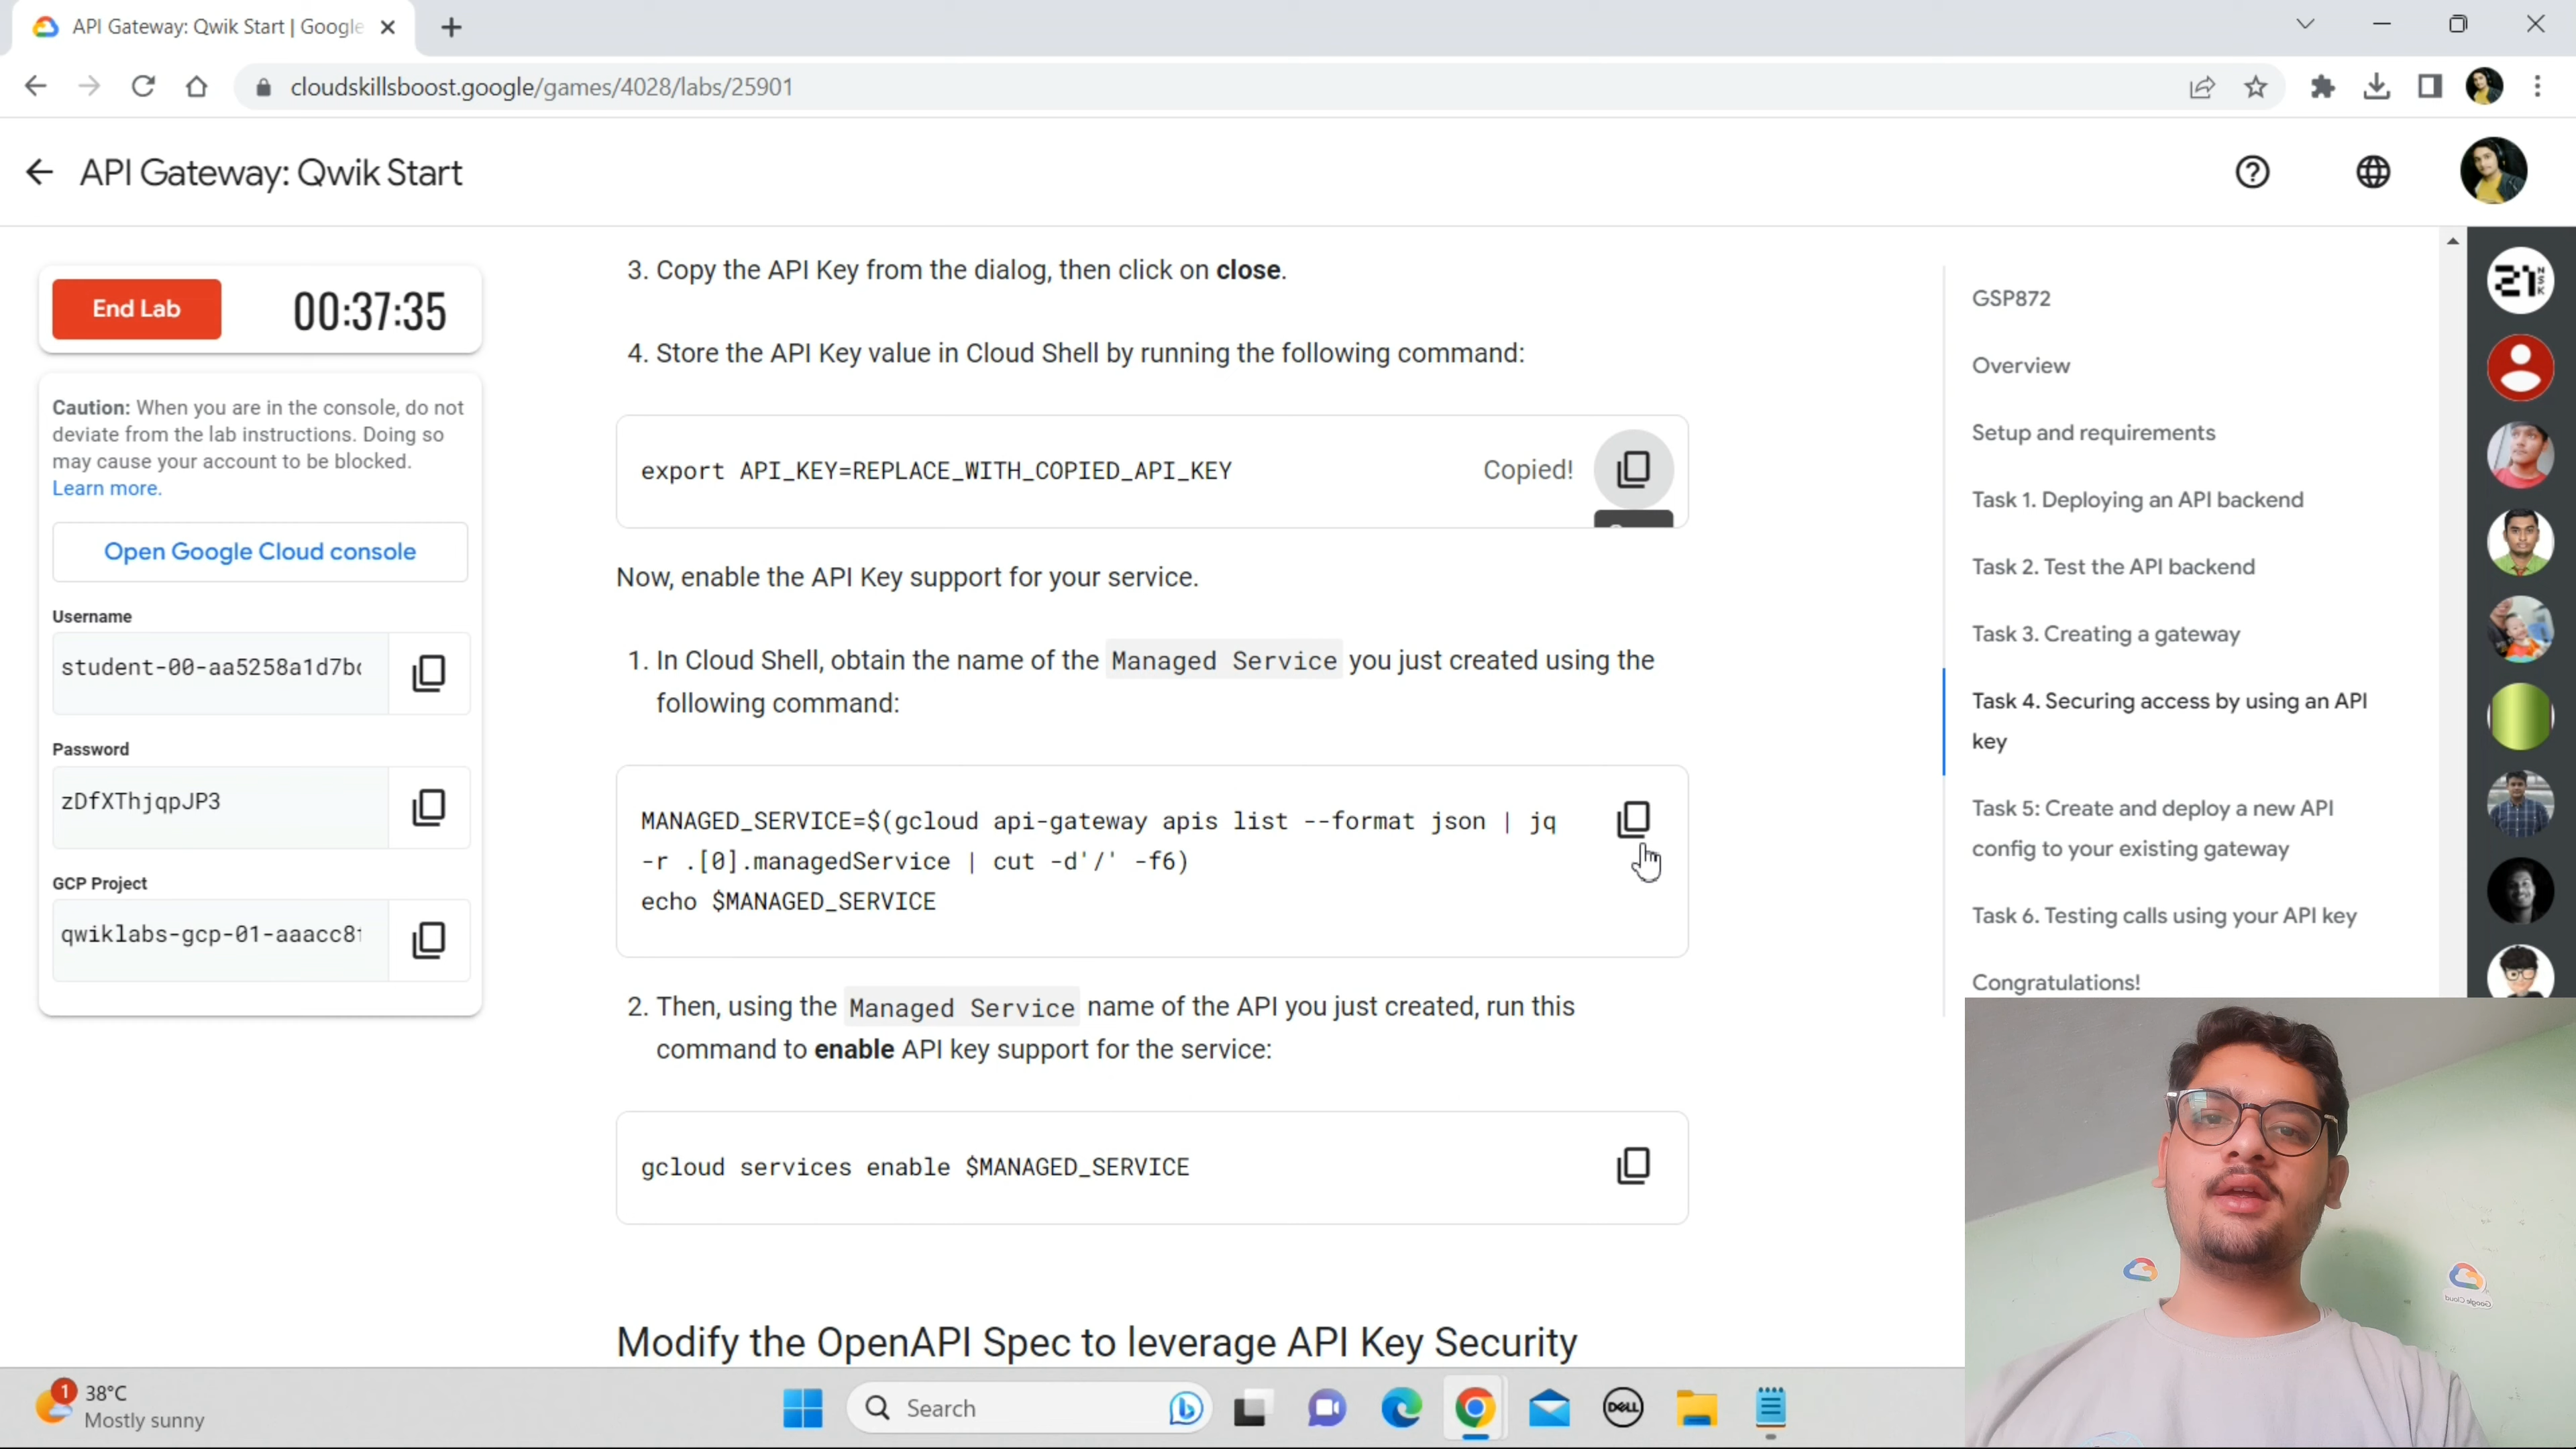 API Gateway: Qwik Start | Google
cloudskillsboost.google/games/4028/labs/25901
API Gateway: Qwik Start
End Lab
00:37:35
Caution: When you are in the console, do not
deviate from the lab instructions. Doing so
may cause your account to be blocked.
Learn more.
Open Google Cloud console
Username
student-00-aa5258a1d7bc
Password
zDfXThjqpJP3
GCP Project
qwiklabs-gcp-01-aaacc8f
3. Copy the API Key from the dialog, then click on close.
4. Store the API Key value in Cloud Shell by running the following command:
export API_KEY=REPLACE_WITH_COPIED_API_KEY
Copied!
Now, enable the API Key support for your service.
1. In Cloud Shell, obtain the name of the Managed Service you just created using the
following command:
MANAGED_SERVICE=$(gcloud api-gateway apis list --format json | jq
-r .[0].managedService | cut -d'/' -f6)
echo $MANAGED_SERVICE
2. Then, using the Managed Service name of the API you just created, run this
command to enable API key support for the service:
gcloud services enable $MANAGED_SERVICE
Modify the OpenAPI Spec to leverage API Key Security
GSP872
Overview
Setup and requirements
Task 1. Deploying an API backend
Task 2. Test the API backend
Task 3. Creating a gateway
Task 4. Securing access by using an API
key
Task 5: Create and deploy a new API
config to your existing gateway
Task 6. Testing calls using your API key
Congratulations!
21
NSK
Google Cloud
1
38°C
Mostly sunny
Search
DELL